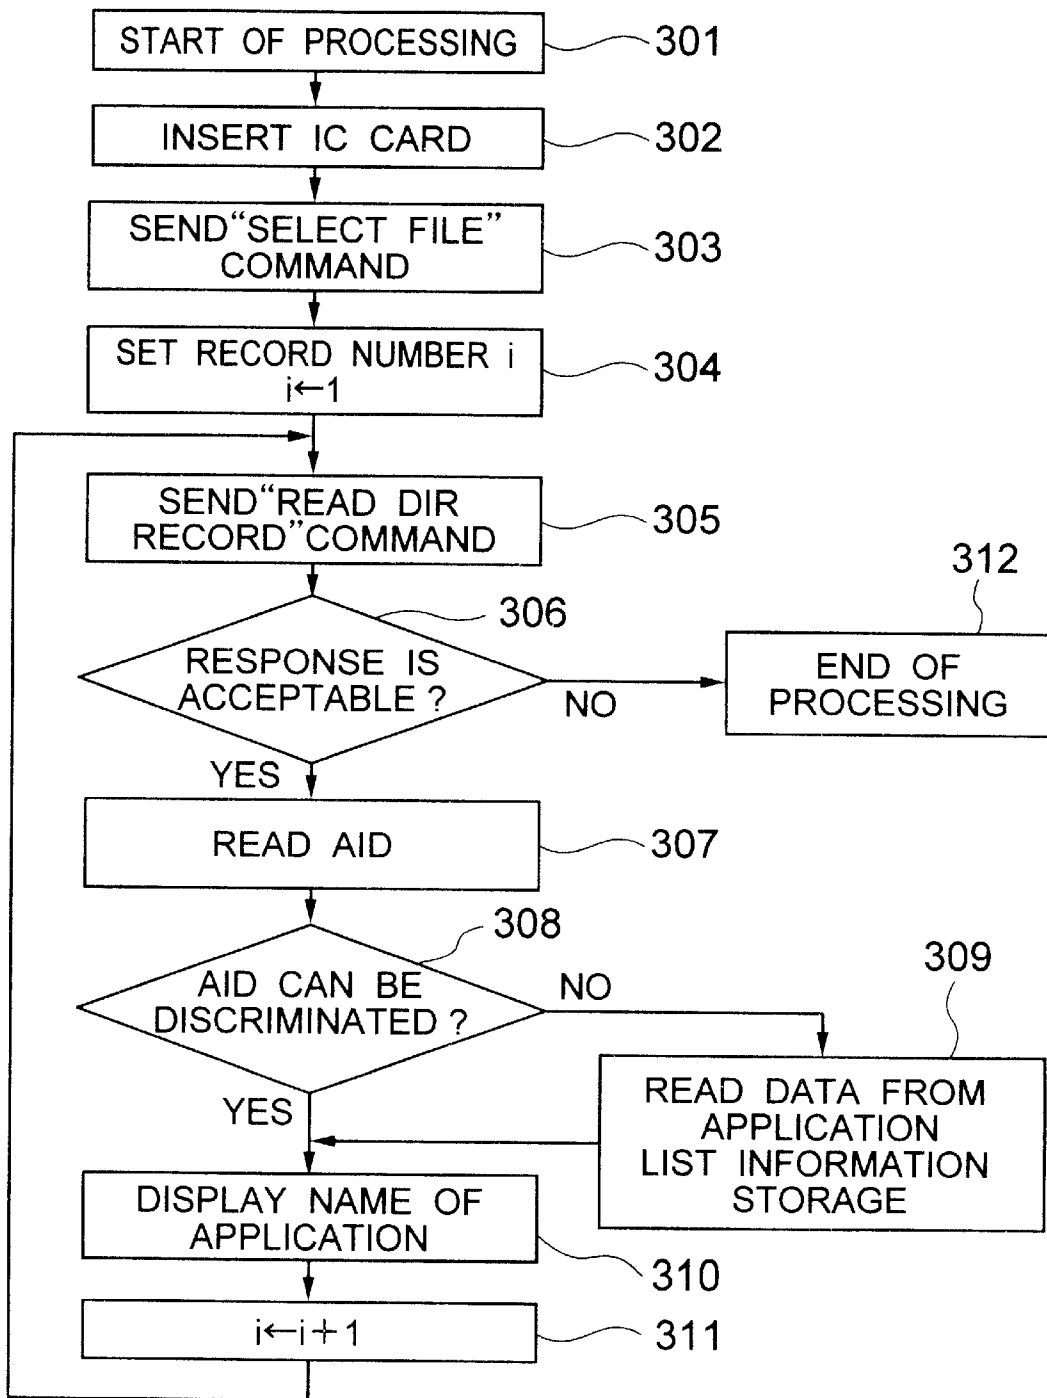 START OF PROCESSING
301
INSERT IC CARD
302
SEND“SELECT FILE”
COMMAND
303
SET RECORD NUMBER i
i←1
304
SEND“READ DIR
RECORD”COMMAND
305
306
RESPONSE IS
ACCEPTABLE ?
NO
312
END OF
PROCESSING
YES
READ AID
307
308
AID CAN BE
DISCRIMINATED ?
NO
309
READ DATA FROM
APPLICATION
LIST INFORMATION
STORAGE
YES
DISPLAY NAME OF
APPLICATION
310
i←i+1
311